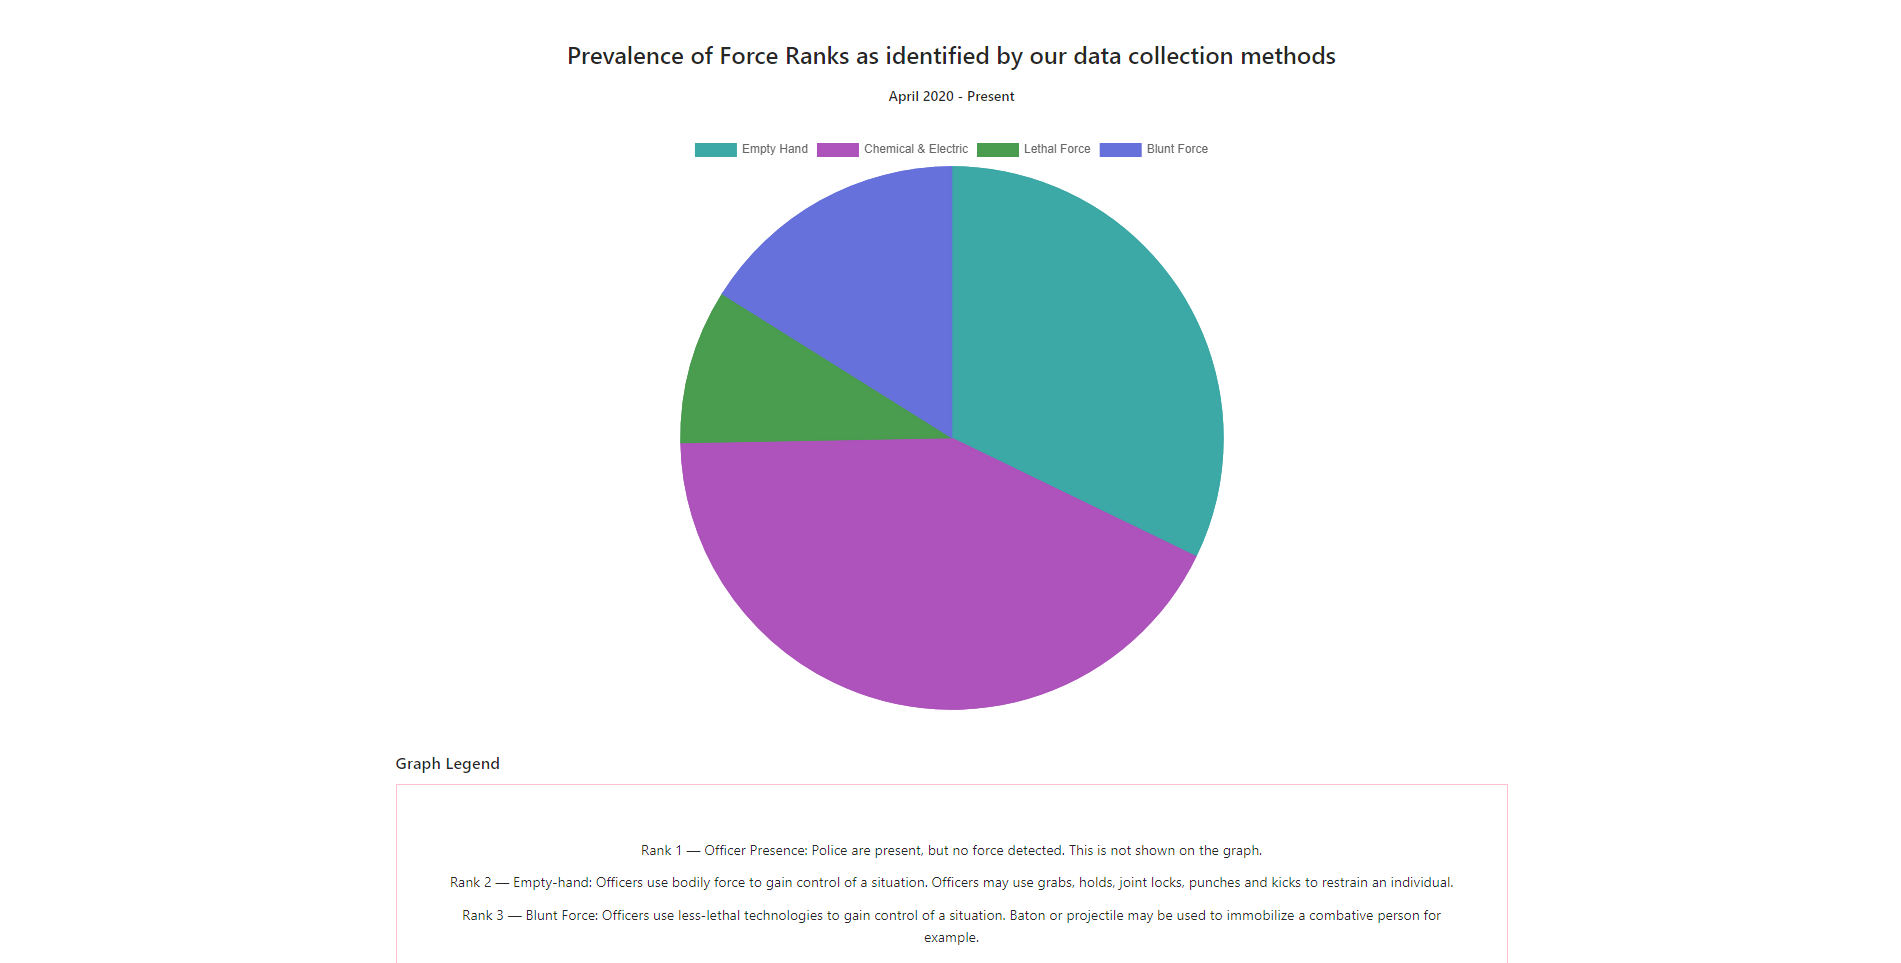 Prevalence of Force Ranks as identified by our data collection methods
April 2020 - Present
Empty Hand Chemical & Electric Lethal Force Blunt Force
Graph Legend
Rank 1 — Officer Presence: Police are present, but no force detected. This is not shown on the graph.
Rank 2 — Empty-hand: Officers use bodily force to gain control of a situation. Officers may use grabs, holds, joint locks, punches and kicks to restrain an individual.
Rank 3 — Blunt Force: Officers use less-lethal technologies to gain control of a situation. Baton or projectile may be used to immobilize a combative person for
example.